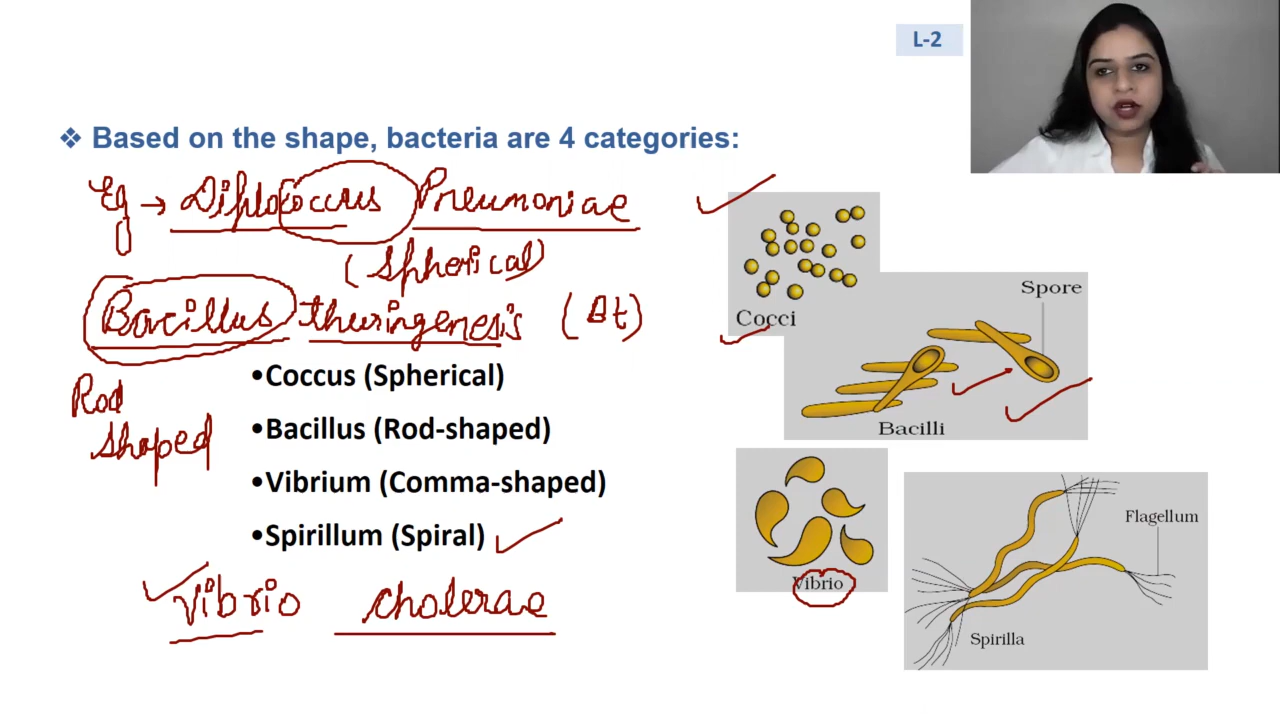 L-2
❖ Based on the shape, bacteria are 4 categories:
Eg → Diplococcus Pneumoniae
(Spherical)
Bacillus thuringenesis (Bt)
Rod
shaped
•Coccus (Spherical)
•Bacillus (Rod-shaped)
•Vibrium (Comma-shaped)
•Spirillum (Spiral)
Vibrio cholerae
Cocci
Spore
Bacilli
Vibrio
Flagellum
Spirilla